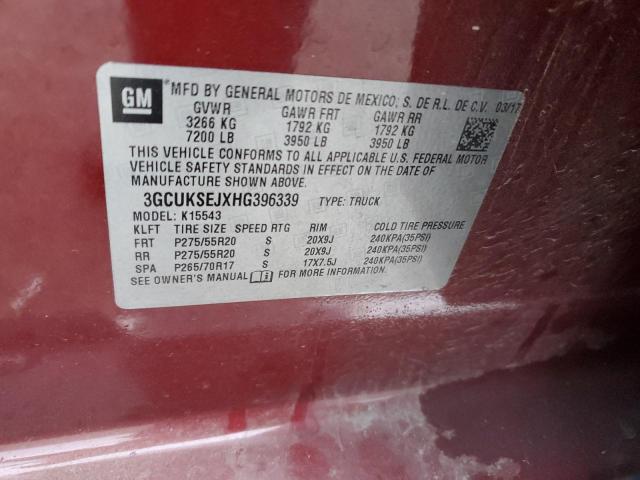 GM
*MFD BY GENERAL MOTORS DE MEXICO, S. DE R.L. DE C.V. 03/17
GVWR GAWR FRT GAWR RR
3266 KG 1792 KG 1792 KG
7200 LB 3950 LB 3950 LB
THIS VEHICLE CONFORMS TO ALL APPLICABLE U.S. FEDERAL MOTOR
VEHICLE SAFETY STANDARDS IN EFFECT ON THE DATE OF
MANUFACTURE SHOWN ABOVE.
3GCUKSEJXHG396339 TYPE: TRUCK
MODEL: K15543
KLFT TIRE SIZE SPEED RTG RIM COLD TIRE PRESSURE
FRT P275/55R20 S 20X9J 240KPA(35PSI)
RR P275/55R20 S 20X9J 240KPA(35PSI)
SPA P265/70R17 S 17X7.5J 240KPA(35PSI)
SEE OWNER'S MANUAL FOR MORE INFORMATION.